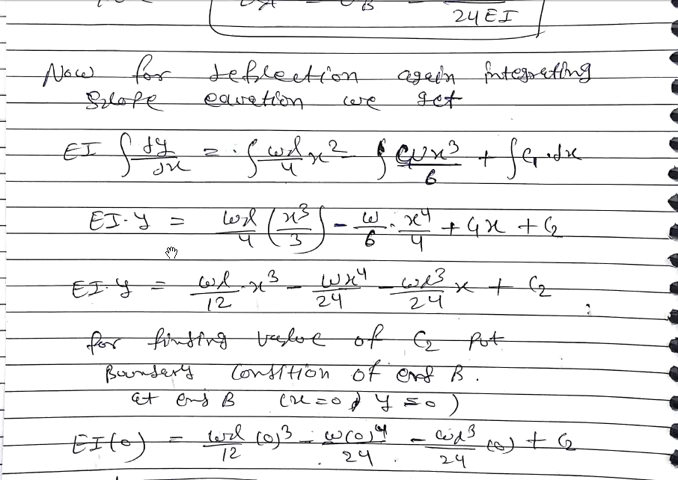 24EI
Now for deflection again integrating
Slope equation we get
EI ∫ dy/dx = ∫ wl/4 x² - ∫ wx³/6 + ∫ C₁.dx
EI.y = wl/4 (x³/3) - w/6 . x⁴/4 + C₁x + C₂
EI.y = wl/12 .x³ - wx⁴/24 - wl³/24 x + C₂
for finding value of C₂ put
Boundary condition of end B.
at end B (x=0, y=0)
EI(0) = wl/12 (0)³ - w(0)⁴/24 - wl³/24 (0) + C₂